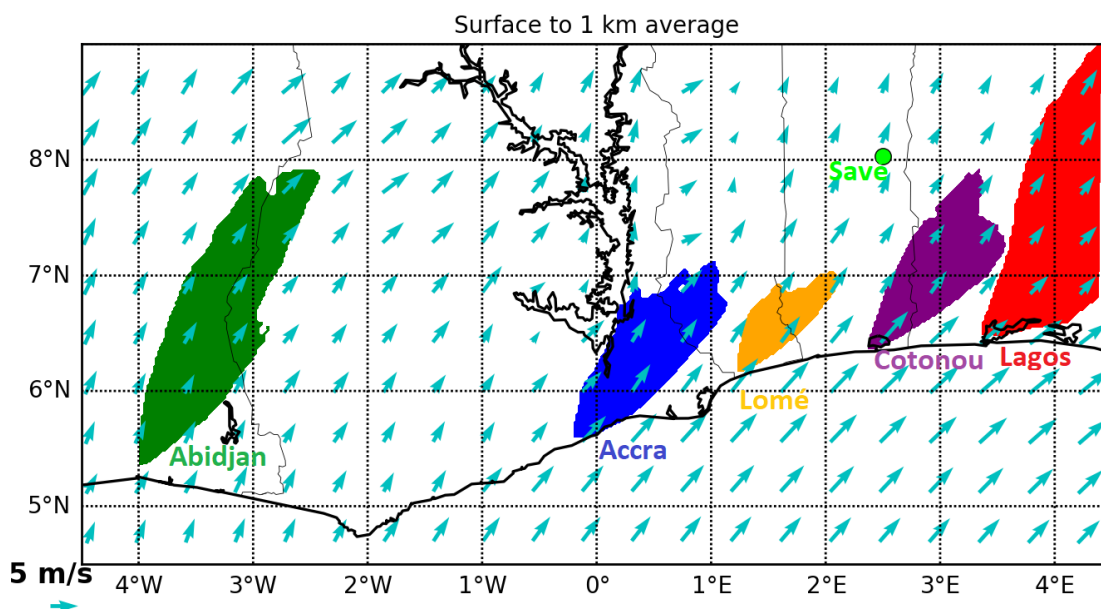 Surface to 1 km average
8°N
7°N
6°N
5°N
Savè
Abidjan
Accra
Lomé
Cotonou
Lagos
5 m/s
4°W 3°W 2°W 1°W 0° 1°E 2°E 3°E 4°E